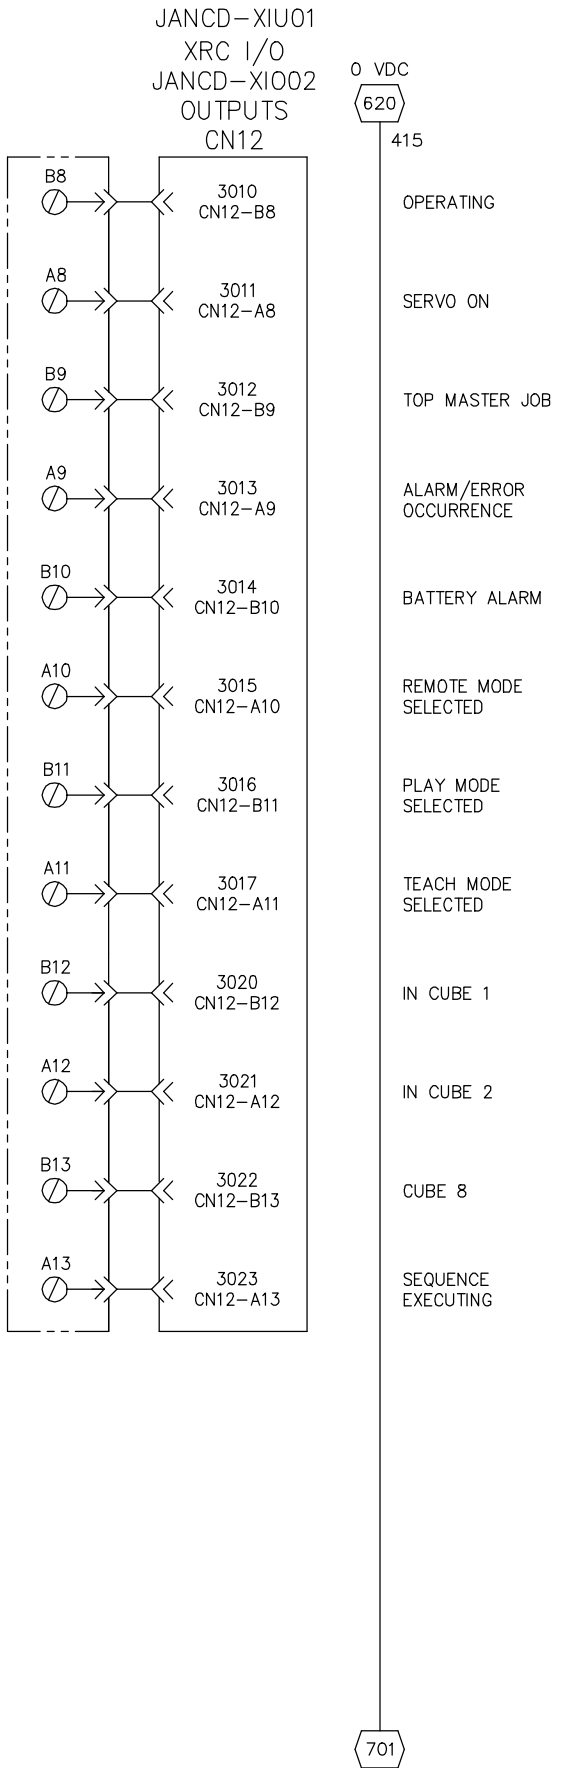 JANCD-XIU01
XRC I/O
JANCD-XIO02
OUTPUTS
CN12
0 VDC
620
415
B8
3010
CN12-B8
OPERATING
A8
3011
CN12-A8
SERVO ON
B9
3012
CN12-B9
TOP MASTER JOB
A9
3013
CN12-A9
ALARM/ERROR
OCCURRENCE
B10
3014
CN12-B10
BATTERY ALARM
A10
3015
CN12-A10
REMOTE MODE
SELECTED
B11
3016
CN12-B11
PLAY MODE
SELECTED
A11
3017
CN12-A11
TEACH MODE
SELECTED
B12
3020
CN12-B12
IN CUBE 1
A12
3021
CN12-A12
IN CUBE 2
B13
3022
CN12-B13
CUBE 8
A13
3023
CN12-A13
SEQUENCE
EXECUTING
701